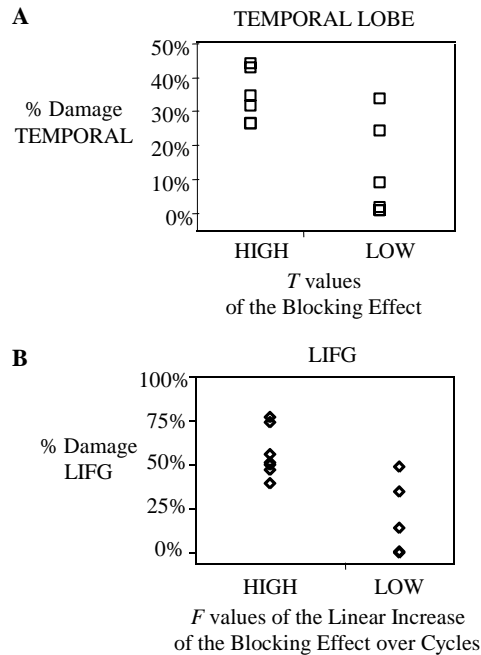 A
TEMPORAL LOBE
50%
40%
% Damage
TEMPORAL
30%
20%
10%
0%
HIGH
LOW
T values
of the Blocking Effect
B
LIFG
100%
75%
% Damage
LIFG
50%
25%
0%
HIGH
LOW
F values of the Linear Increase
of the Blocking Effect over Cycles